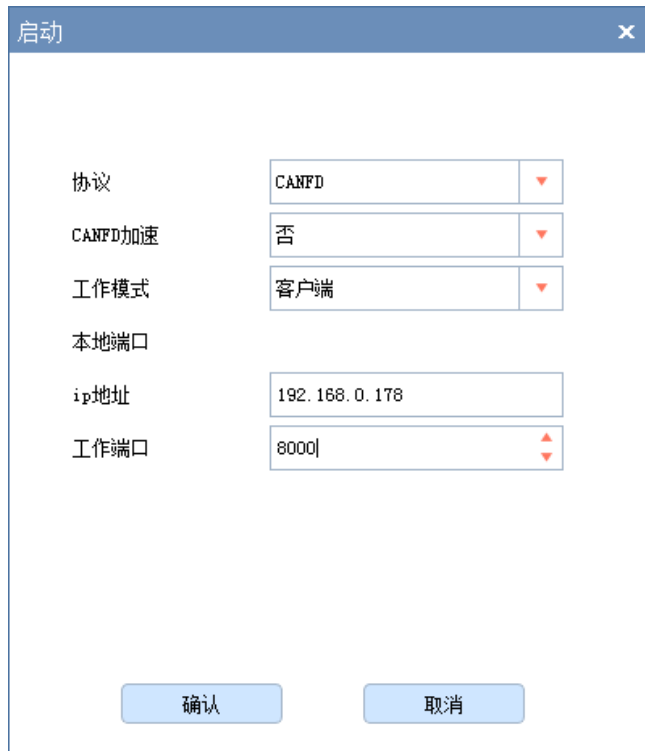 启动
协议 CANFD
CANFD加速 否
工作模式 客户端
本地端口
ip地址 192.168.0.178
工作端口 8000
确认 取消